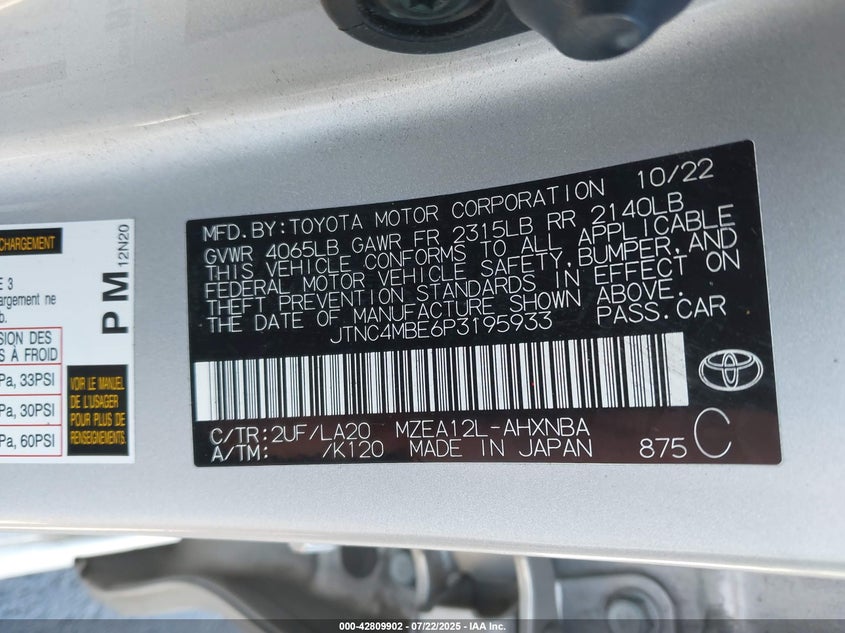 CHARGEMENT
PM 12N20
E 3
argement ne
b.
SION DES
S À FROID
Pa, 33PSI
Pa, 30PSI
Pa, 60PSI
VOIR LE MANUEL
DE L'USAGER
POUR PLUS DE
RENSEIGNEMENTS
MFD. BY: TOYOTA MOTOR CORPORATION 10/22
GVWR 4065LB GAWR FR 2315LB RR 2140LB
THIS VEHICLE CONFORMS TO ALL APPLICABLE
FEDERAL MOTOR VEHICLE SAFETY, BUMPER, AND
THEFT PREVENTION STANDARDS IN EFFECT ON
THE DATE OF MANUFACTURE SHOWN ABOVE.
JTNC4MBE6P3195933 PASS. CAR
C/TR: 2UF/LA20 MZEA12L-AHXNBA
A/TM: /K120 MADE IN JAPAN 875 C
000-42809902 - 07/22/2025 - IAA Inc.